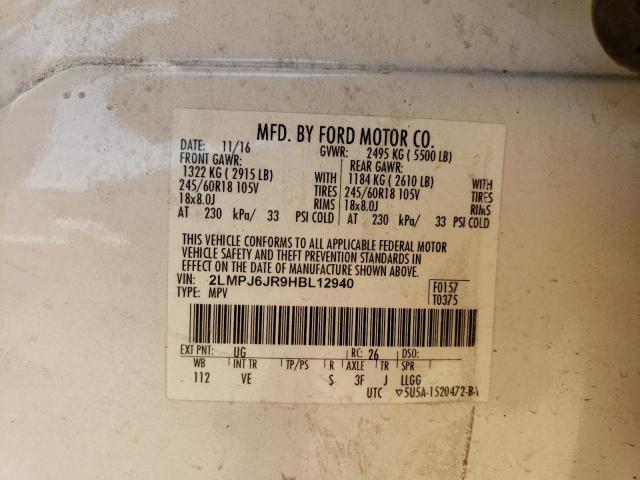 MFD. BY FORD MOTOR CO.
DATE: 11/16 GVWR: 2495 KG ( 5500 LB)
FRONT GAWR: REAR GAWR:
1322 KG ( 2915 LB) WITH 1184 KG ( 2610 LB) WITH
245/60R18 105V TIRES 245/60R18 105V TIRES
18x8.0J RIMS 18x8.0J RIMS
AT 230 kPa/ 33 PSI COLD AT 230 kPa/ 33 PSI COLD
THIS VEHICLE CONFORMS TO ALL APPLICABLE FEDERAL MOTOR
VEHICLE SAFETY AND THEFT PREVENTION STANDARDS IN
EFFECT ON THE DATE OF MANUFACTURE SHOWN ABOVE.
VIN: 2LMPJ6JR9HBL12940 F0157
TYPE: MPV T0375
EXT PNT: UG RC: 26 DSO:
WB INT TR TP/PS R AXLE TR SPR
112 VE S 3F J LLGG
UTC ▽5U5A-1520472-BA